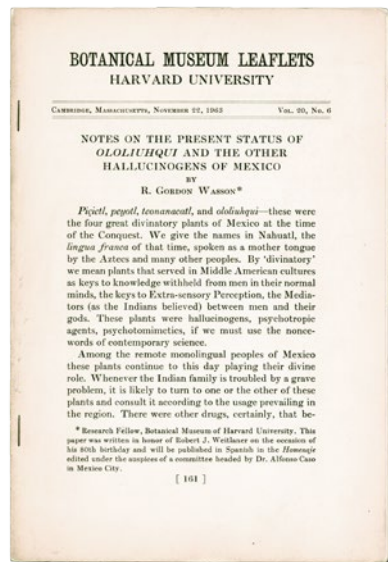 BOTANICAL MUSEUM LEAFLETS
HARVARD UNIVERSITY
Cambridge, Massachusetts, November 22, 1963 Vol. 20, No. 6
NOTES ON THE PRESENT STATUS OF
OLOLIUHQUI AND THE OTHER
HALLUCINOGENS OF MEXICO
BY
R. Gordon Wasson*
Picietl, peyotl, teonanacatl, and ololiuhqui—these were
the four great divinatory plants of Mexico at the time
of the Conquest. We give the names in Nahuatl, the
lingua franca of that time, spoken as a mother tongue
by the Aztecs and many other peoples. By ‘divinatory’
we mean plants that served in Middle American cultures
as keys to knowledge withheld from men in their normal
minds, the keys to Extra-sensory Perception, the Media-
tors (as the Indians believed) between men and their
gods. These plants were hallucinogens, psychotropic
agents, psychotomimetics, if we must use the nonce-
words of contemporary science.
Among the remote monolingual peoples of Mexico
these plants continue to this day playing their divine
role. Whenever the Indian family is troubled by a grave
problem, it is likely to turn to one or the other of these
plants and consult it according to the usage prevailing in
the region. There were other drugs, certainly, that be-
* Research Fellow, Botanical Museum of Harvard University. This
paper was written in honor of Robert J. Weitlaner on the occasion of
his 80th birthday and will be published in Spanish in the Homenaje
edited under the auspices of a committee headed by Dr. Alfonso Caso
in Mexico City.
[ 161 ]